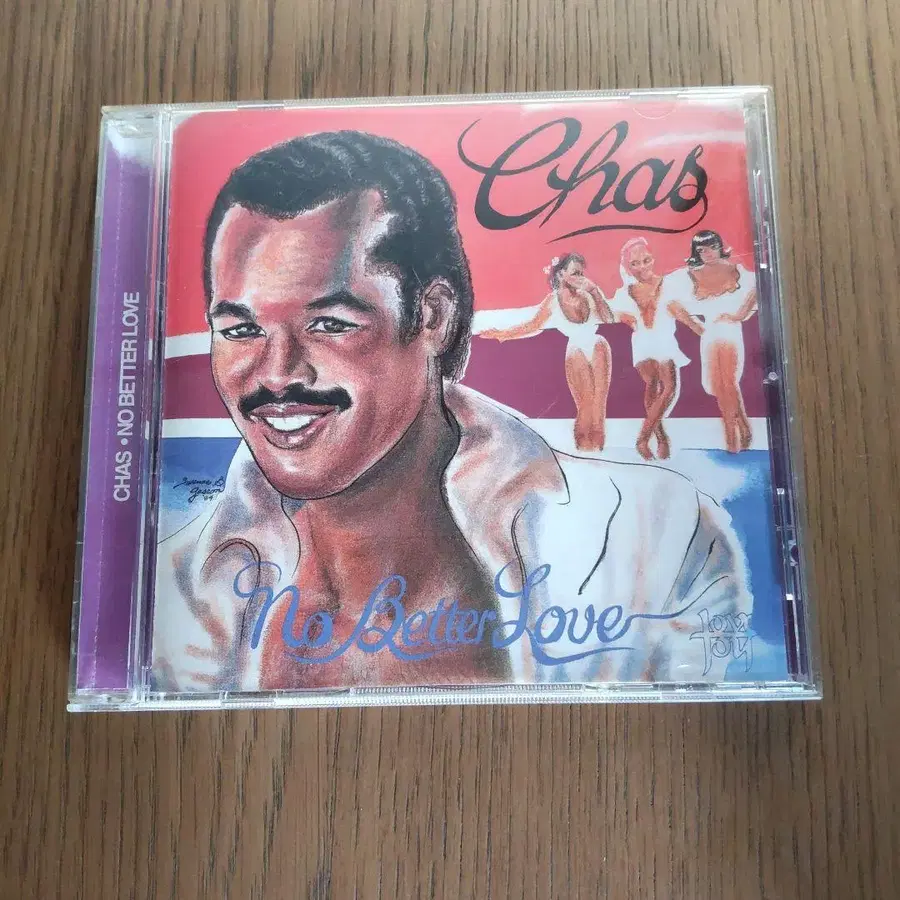 CHAS • NO BETTER LOVE
Chas
No Better Love